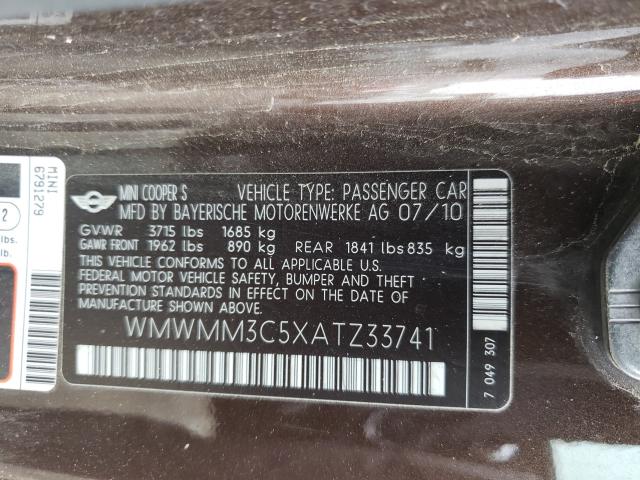 MINI COOPER S VEHICLE TYPE: PASSENGER CAR
MFD BY BAYERISCHE MOTORENWERKE AG 07/10
GVWR 3715 lbs 1685 kg
GAWR FRONT 1962 lbs 890 kg REAR 1841 lbs 835 kg
THIS VEHICLE CONFORMS TO ALL APPLICABLE U.S.
FEDERAL MOTOR VEHICLE SAFETY, BUMPER AND THEFT
PREVENTION STANDARDS IN EFFECT ON THE DATE OF
MANUFACTURE SHOWN ABOVE.
WMWMM3C5XATZ33741
7 049 307
MINI
6791279
2
lbs.
lb.